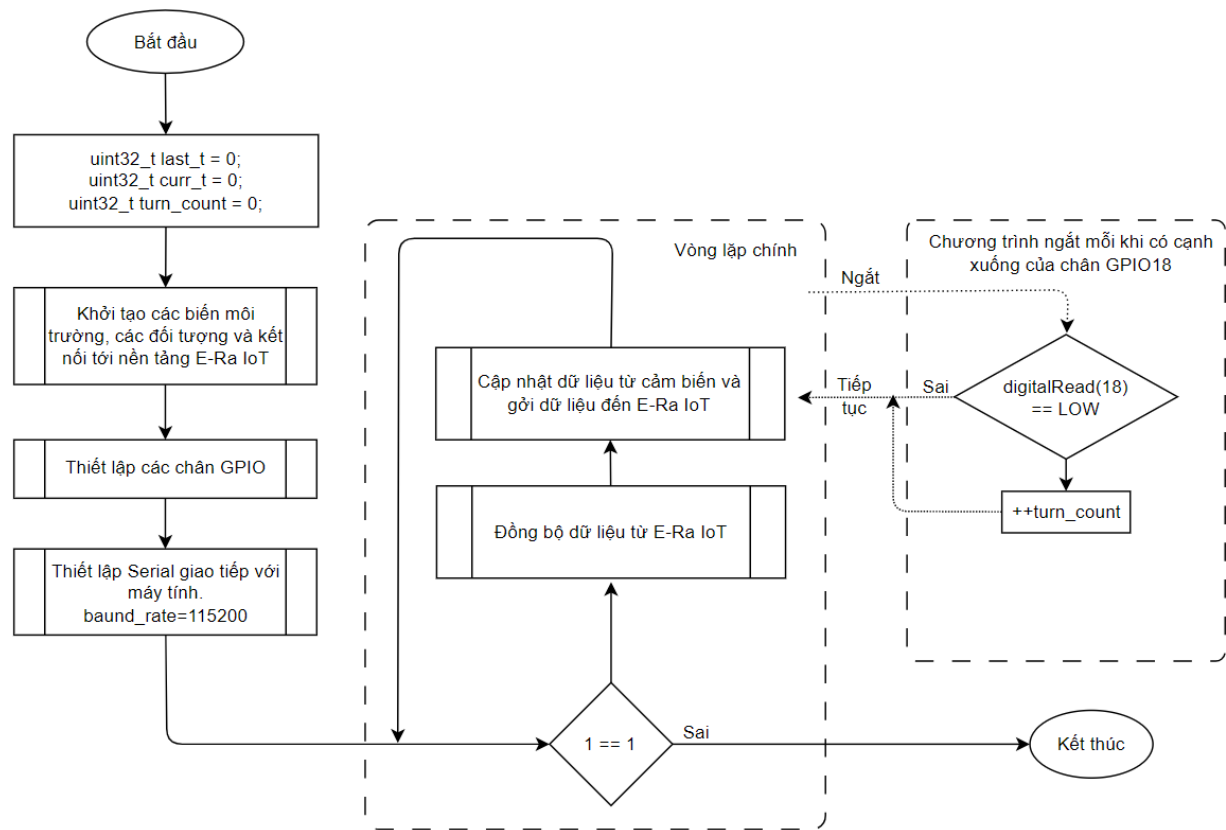 Bắt đầu
uint32_t last_t = 0;
uint32_t curr_t = 0;
uint32_t turn_count = 0;
Khởi tạo các biến môi
trường, các đối tượng và kết
nối tới nền tảng E-Ra IoT
Thiết lập các chân GPIO
Thiết lập Serial giao tiếp với
máy tính.
baund_rate=115200
Vòng lặp chính
Cập nhật dữ liệu từ cảm biến và
gởi dữ liệu đến E-Ra IoT
Đồng bộ dữ liệu từ E-Ra IoT
1 == 1
Sai
Chương trình ngắt mỗi khi có cạnh
xuống của chân GPIO18
Ngắt
digitalRead(18)
== LOW
Sai
Tiếp
tục
++turn_count
Kết thúc